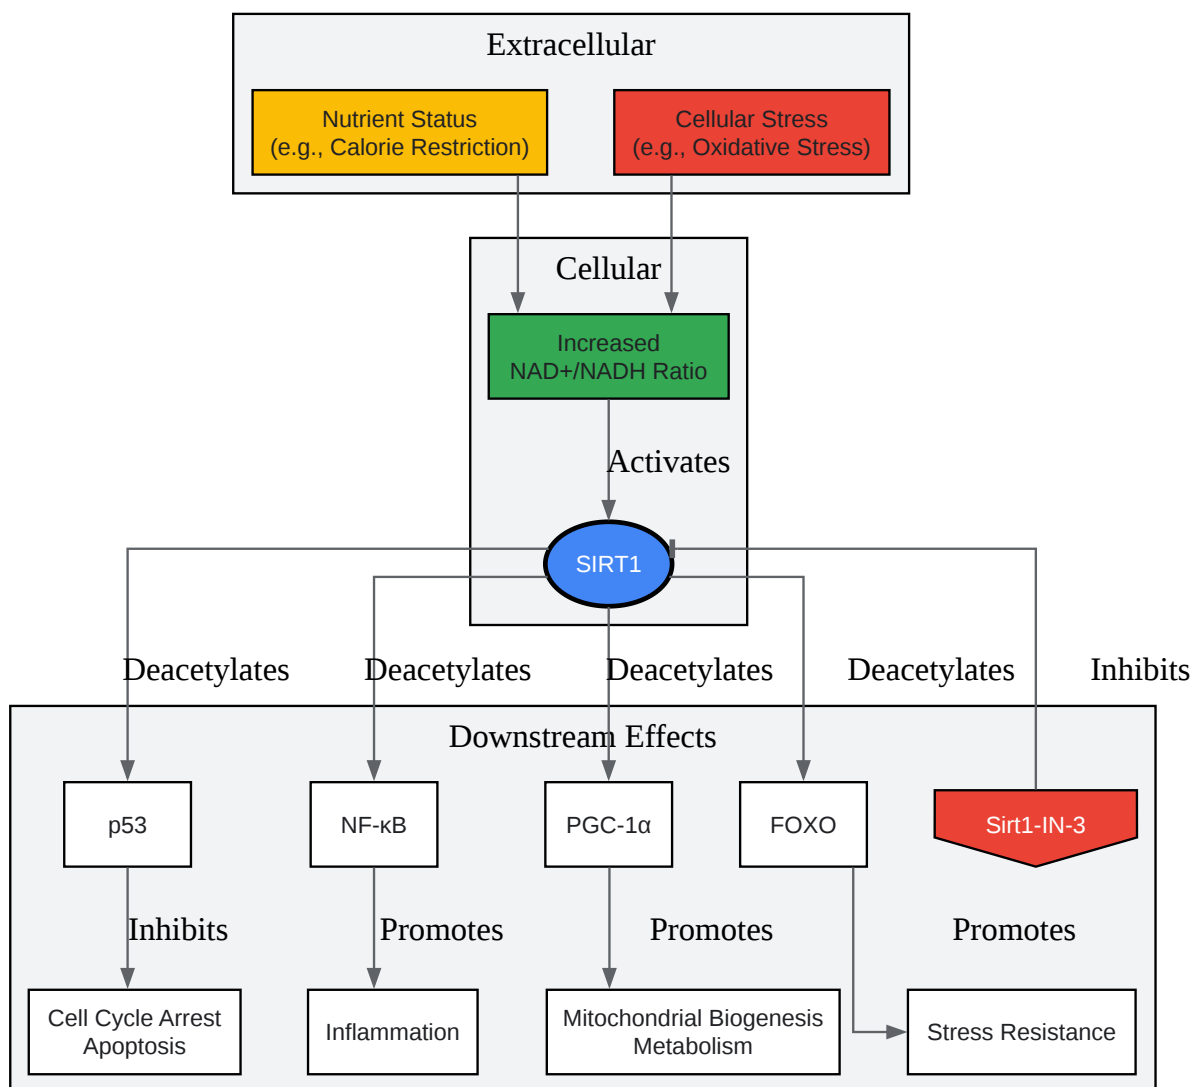 Extracellular
Nutrient Status
(e.g., Calorie Restriction)
Cellular Stress
(e.g., Oxidative Stress)
Cellular
Increased
NAD+/NADH Ratio
Activates
SIRT1
Deacetylates
Deacetylates
Deacetylates
Deacetylates
Inhibits
Downstream Effects
p53
NF-κB
PGC-1α
FOXO
Sirt1-IN-3
Inhibits
Promotes
Promotes
Promotes
Cell Cycle Arrest
Apoptosis
Inflammation
Mitochondrial Biogenesis
Metabolism
Stress Resistance